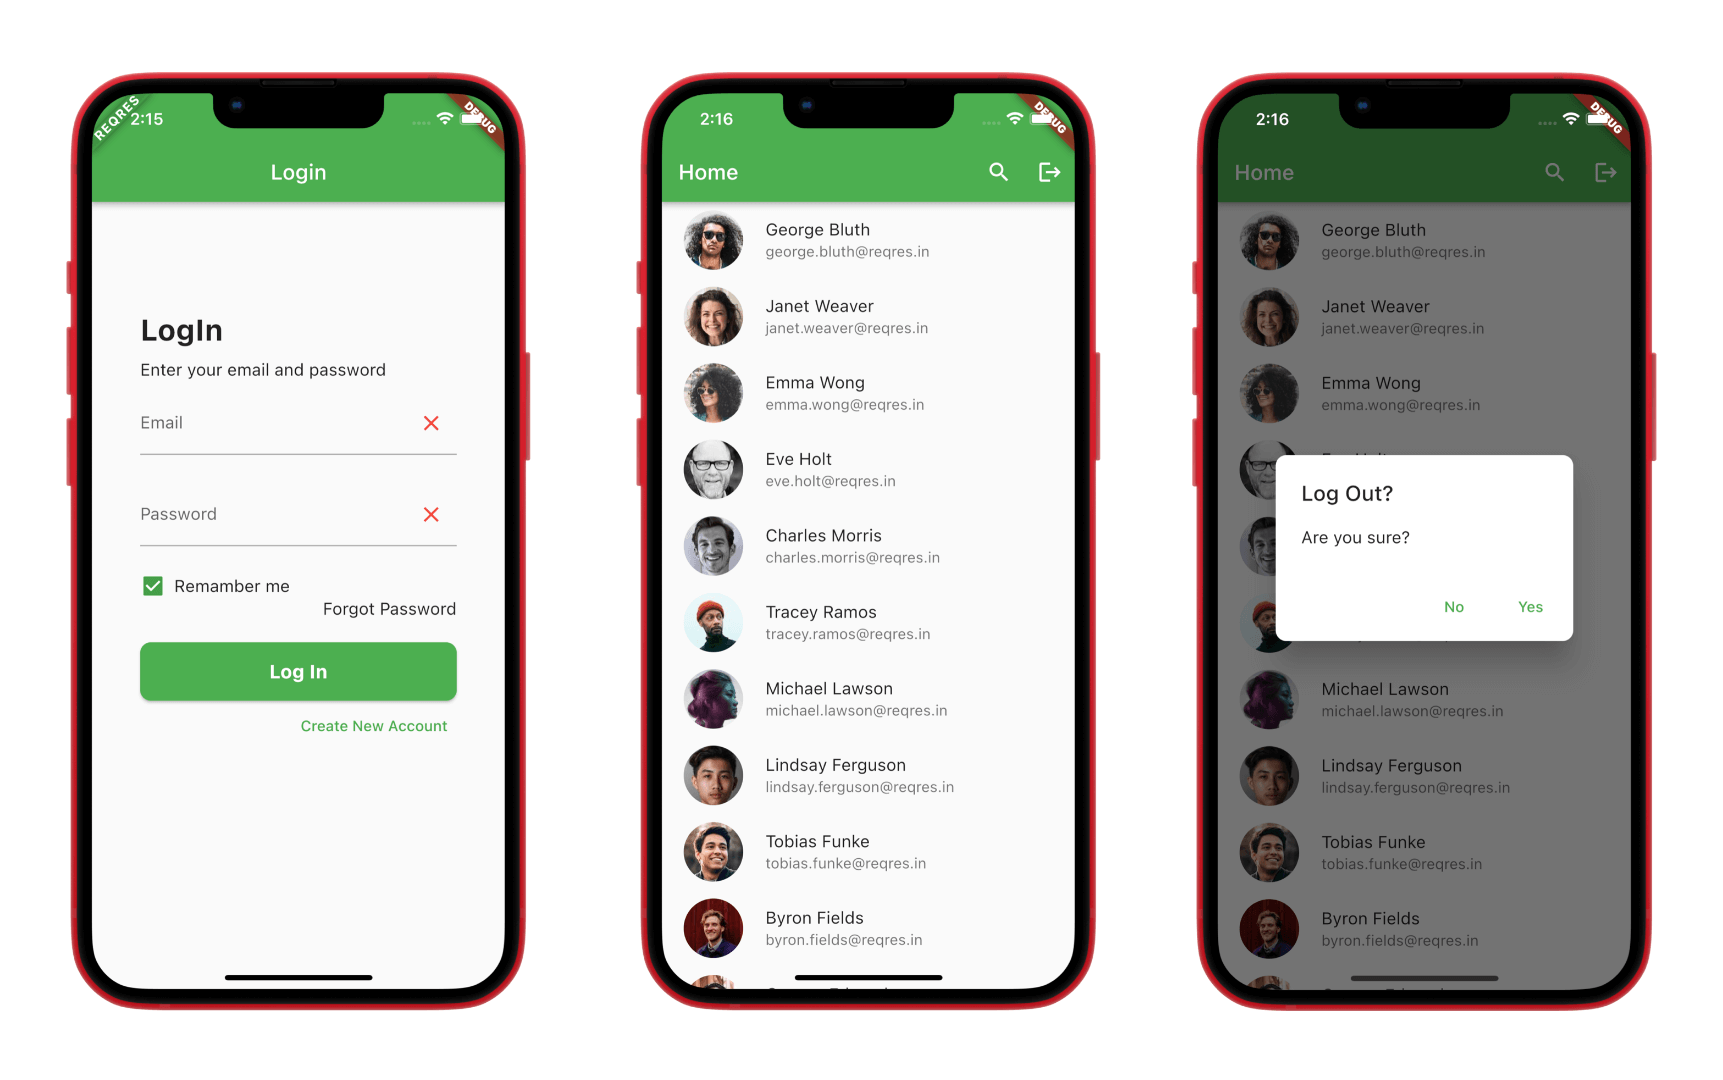 REQRES
2:15
DEBUG
Login
LogIn
Enter your email and password
Email
Password
Remamber me
Forgot Password
Log In
Create New Account
2:16
DEBUG
Home
George Bluth
george.bluth@reqres.in
Janet Weaver
janet.weaver@reqres.in
Emma Wong
emma.wong@reqres.in
Eve Holt
eve.holt@reqres.in
Charles Morris
charles.morris@reqres.in
Tracey Ramos
tracey.ramos@reqres.in
Michael Lawson
michael.lawson@reqres.in
Lindsay Ferguson
lindsay.ferguson@reqres.in
Tobias Funke
tobias.funke@reqres.in
Byron Fields
byron.fields@reqres.in
2:16
DEBUG
Home
George Bluth
george.bluth@reqres.in
Janet Weaver
janet.weaver@reqres.in
Emma Wong
emma.wong@reqres.in
Log Out?
Are you sure?
No
Yes
Michael Lawson
michael.lawson@reqres.in
Lindsay Ferguson
lindsay.ferguson@reqres.in
Tobias Funke
tobias.funke@reqres.in
Byron Fields
byron.fields@reqres.in